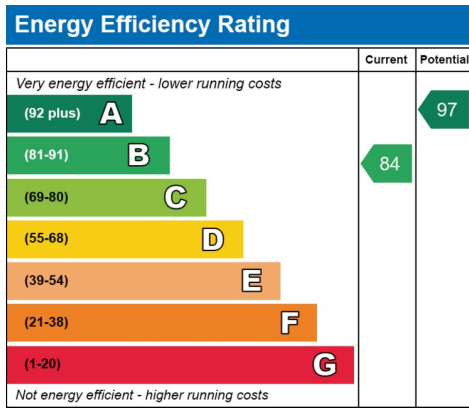 Energy Efficiency Rating
Current Potential
Very energy efficient - lower running costs
(92 plus) A 97
(81-91) B 84
(69-80) C
(55-68) D
(39-54) E
(21-38) F
(1-20) G
Not energy efficient - higher running costs